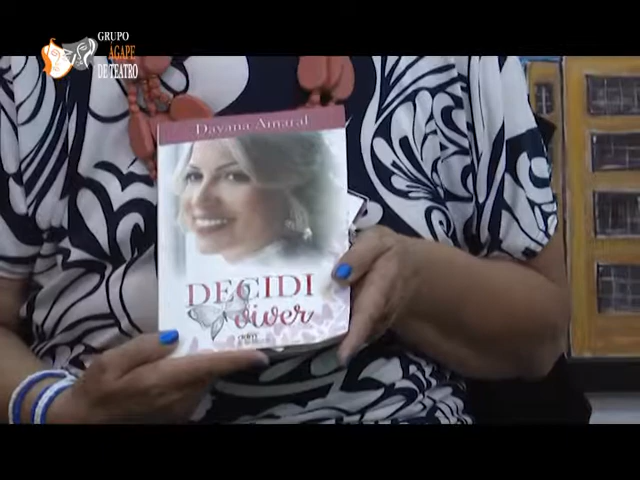 GRUPO
ÁGAPE
DE TEATRO
Dayana Amaral
DECIDI
viver